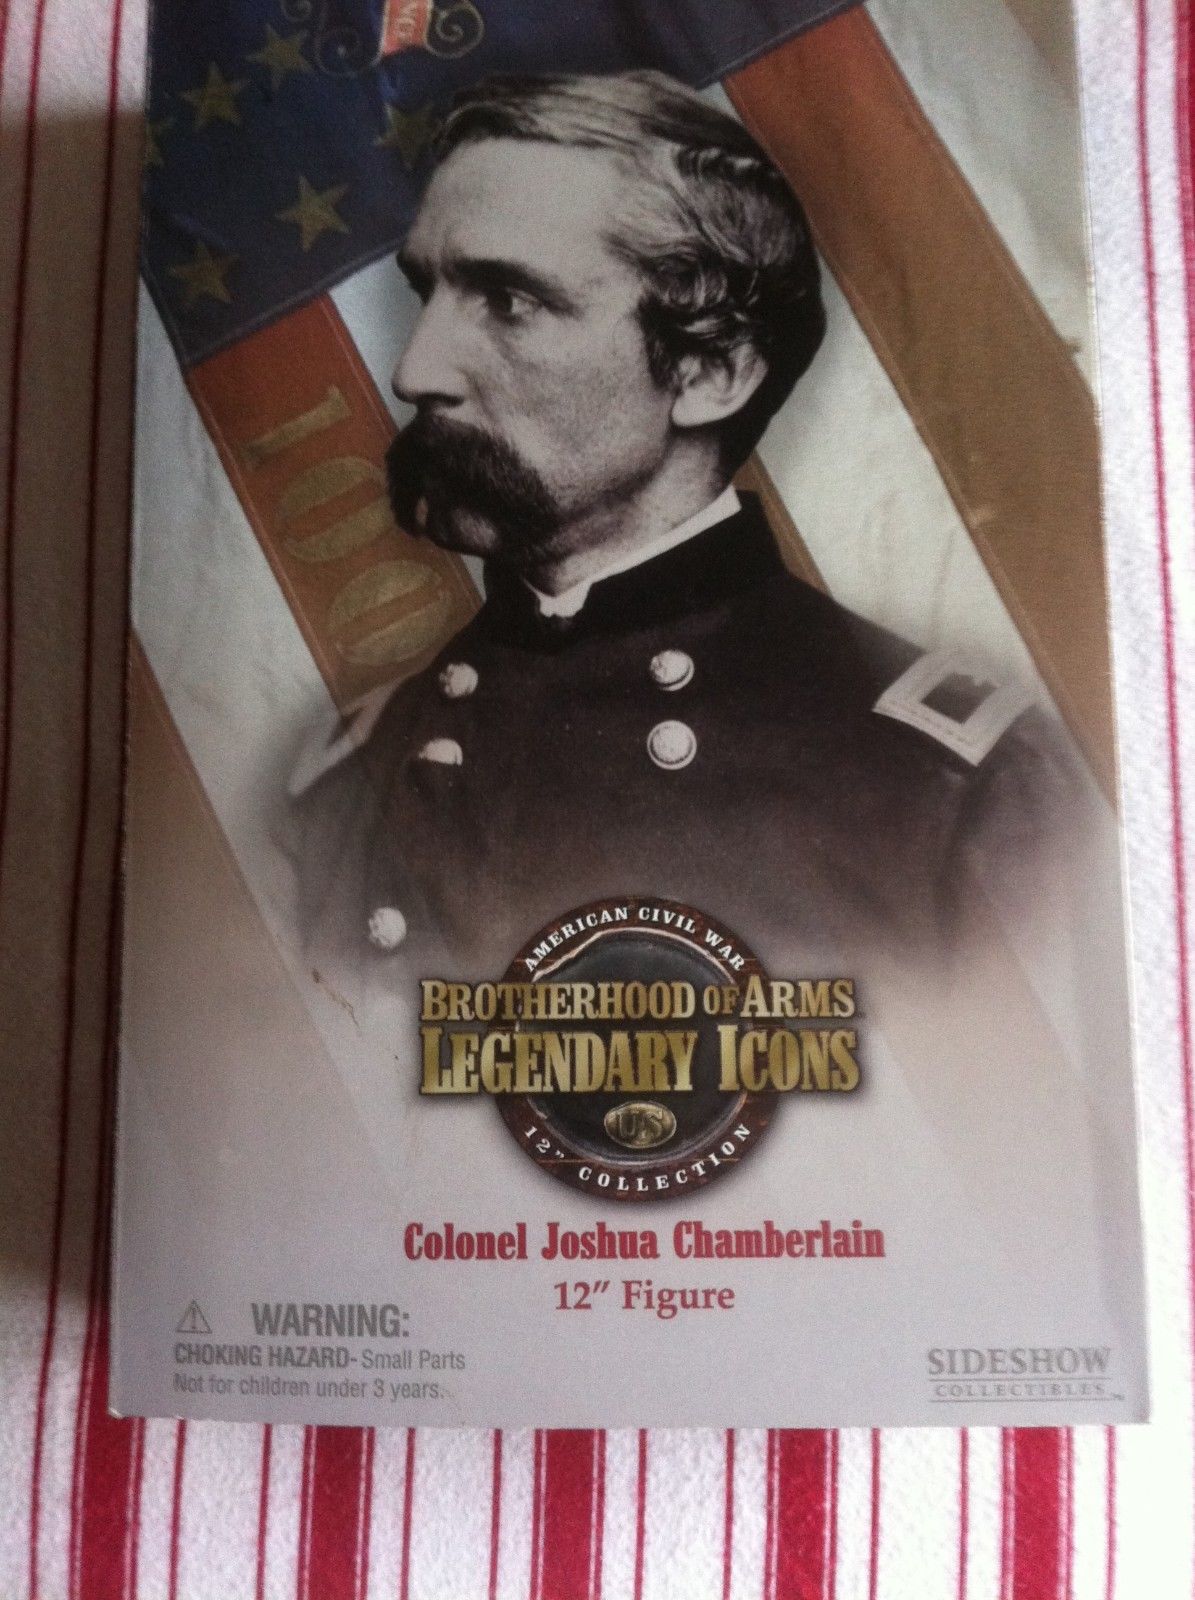 100
AMERICAN CIVIL WAR
BROTHERHOOD OF ARMS
LEGENDARY ICONS
US
12" COLLECTION
Colonel Joshua Chamberlain
12" Figure
WARNING:
CHOKING HAZARD- Small Parts
Not for children under 3 years.
SIDESHOW
COLLECTIBLES™